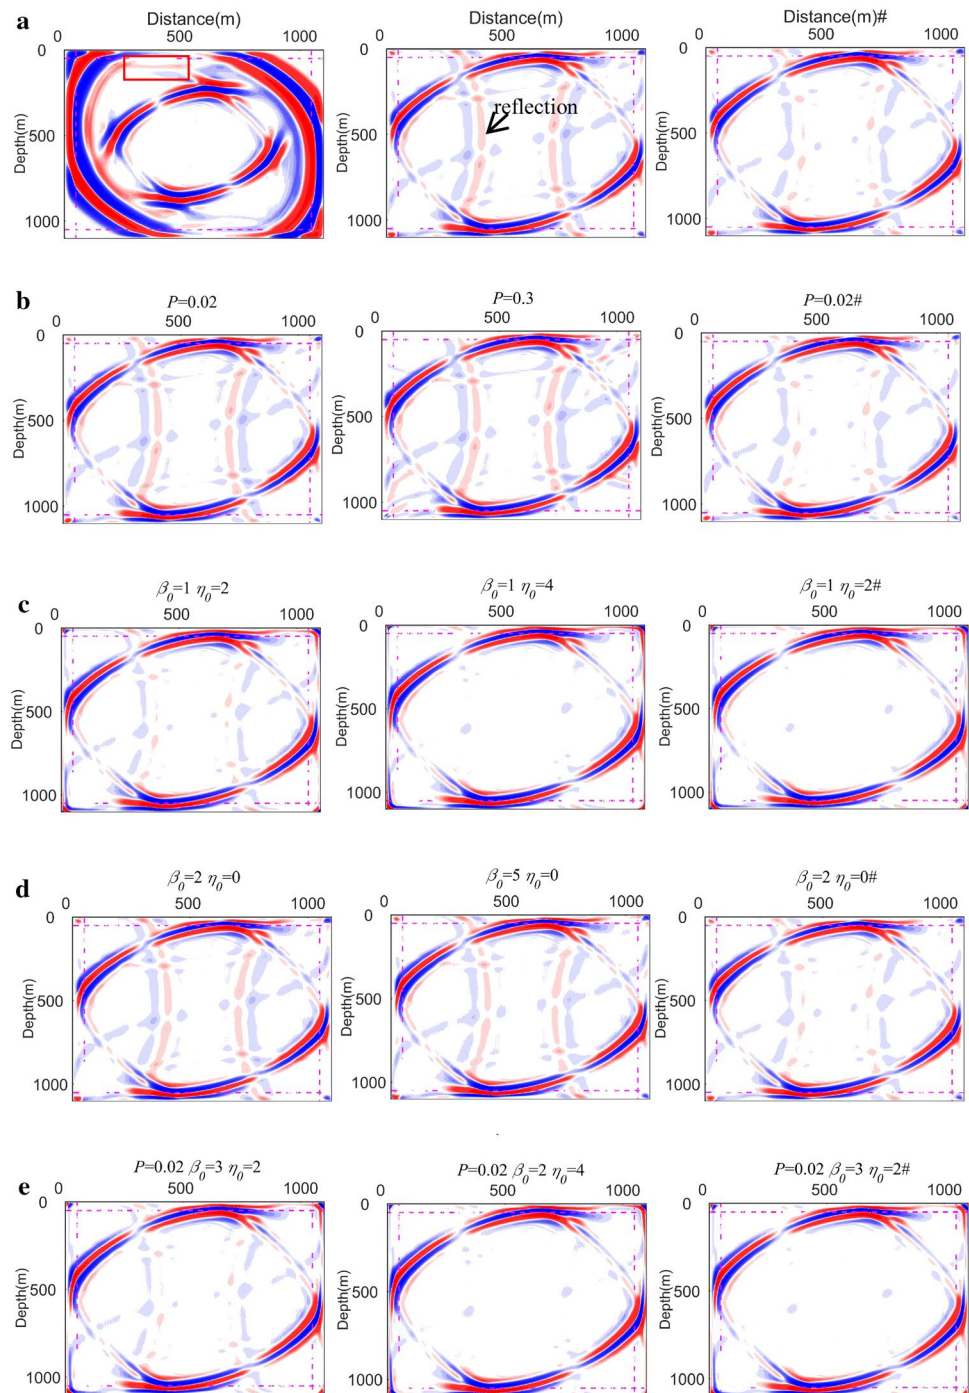 a
Distance(m) Distance(m) Distance(m)#
0 500 1000 0 500 1000 0 500 1000
0 0 0
reflection
Depth(m) Depth(m) Depth(m)
500 500 500
1000 1000 1000
b
P=0.02 P=0.3 P=0.02#
0 500 1000 0 500 1000 0 500 1000
0 0 0
Depth(m) Depth(m) Depth(m)
500 500 500
1000 1000 1000
c
β₀=1 η₀=2 β₀=1 η₀=4 β₀=1 η₀=2#
0 500 1000 0 500 1000 0 500 1000
0 0 0
Depth(m) Depth(m) Depth(m)
500 500 500
1000 1000 1000
d
β₀=2 η₀=0 β₀=5 η₀=0 β₀=2 η₀=0#
0 500 1000 0 500 1000 0 500 1000
0 0 0
Depth(m) Depth(m) Depth(m)
500 500 500
1000 1000 1000
e
P=0.02 β₀=3 η₀=2 P=0.02 β₀=2 η₀=4 P=0.02 β₀=3 η₀=2#
0 500 1000 0 500 1000 0 500 1000
0 0 0
Depth(m) Depth(m) Depth(m)
500 500 500
1000 1000 1000